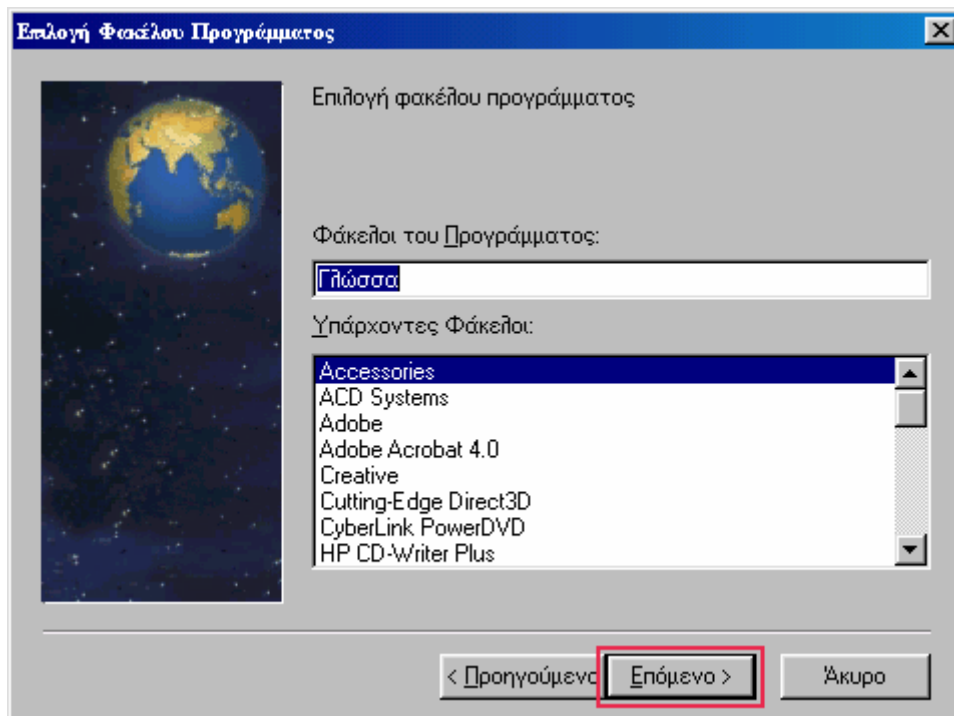 Επιλογή Φακέλου Προγράμματος
Επιλογή φακέλου προγράμματος
Φάκελοι του Προγράμματος:
Γλώσσα
Υπάρχοντες Φάκελοι:
Accessories
ACD Systems
Adobe
Adobe Acrobat 4.0
Creative
Cutting-Edge Direct3D
CyberLink PowerDVD
HP CD-Writer Plus
< Προηγούμενο Επόμενο > Άκυρο